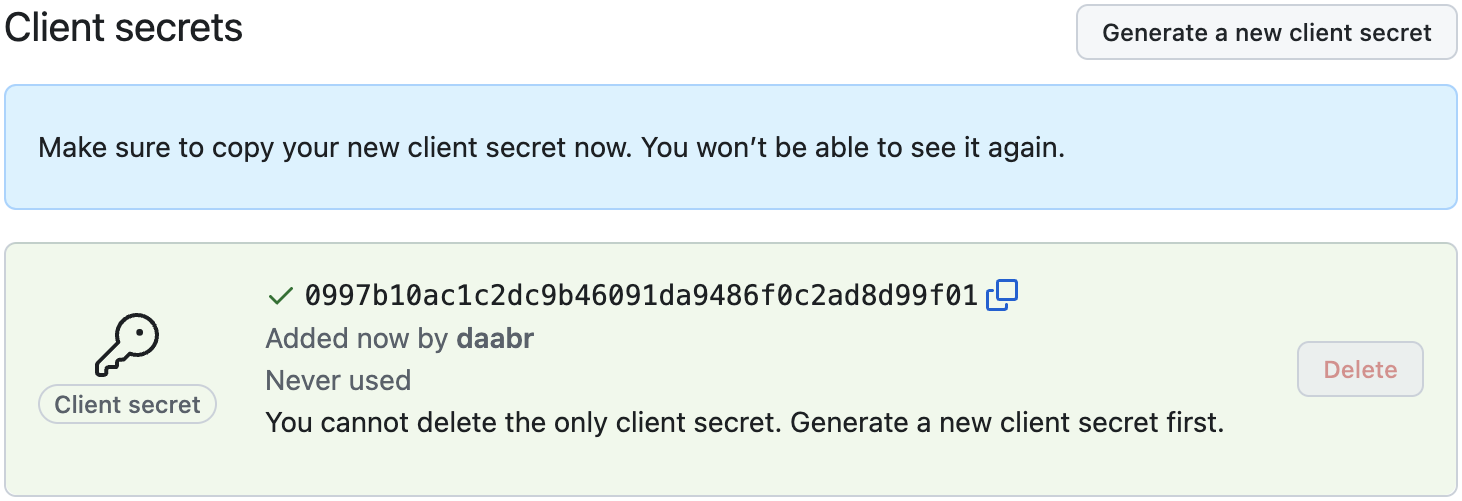 Client secrets
Generate a new client secret
Make sure to copy your new client secret now. You won’t be able to see it again.
0997b10ac1c2dc9b46091da9486f0c2ad8d99f01
Added now by daabr
Never used
Client secret
You cannot delete the only client secret. Generate a new client secret first.
Delete